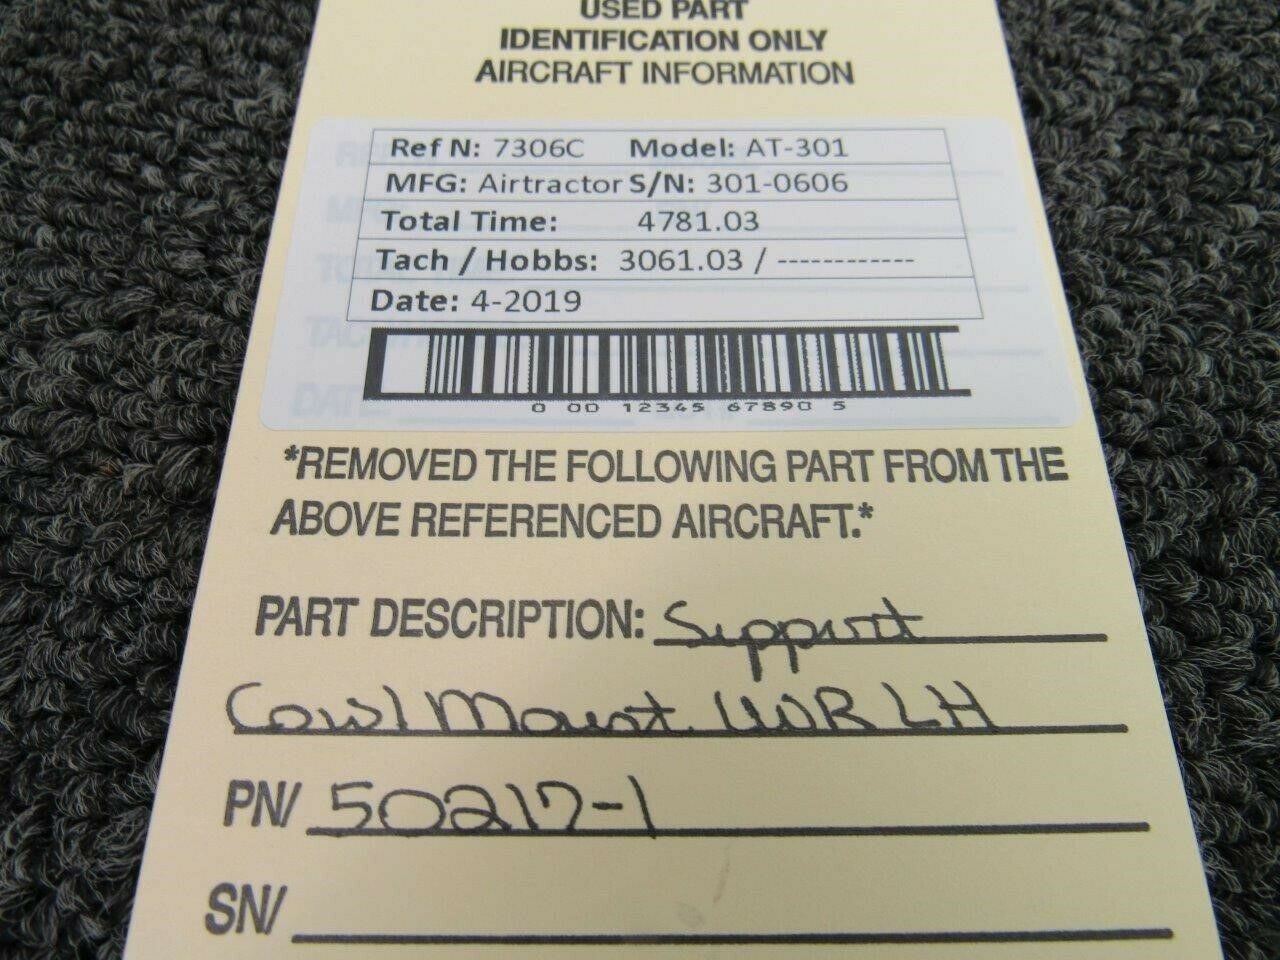 USED PART
IDENTIFICATION ONLY
AIRCRAFT INFORMATION
Ref N: 7306C Model: AT-301
MFG: Airtractor S/N: 301-0606
Total Time: 4781.03
Tach / Hobbs: 3061.03 / ------------
Date: 4-2019
0 00 12345 67890 5
*REMOVED THE FOLLOWING PART FROM THE
ABOVE REFERENCED AIRCRAFT.*
PART DESCRIPTION: Support
Cowl Mount LWR LH
PN/ 50217-1
SN/